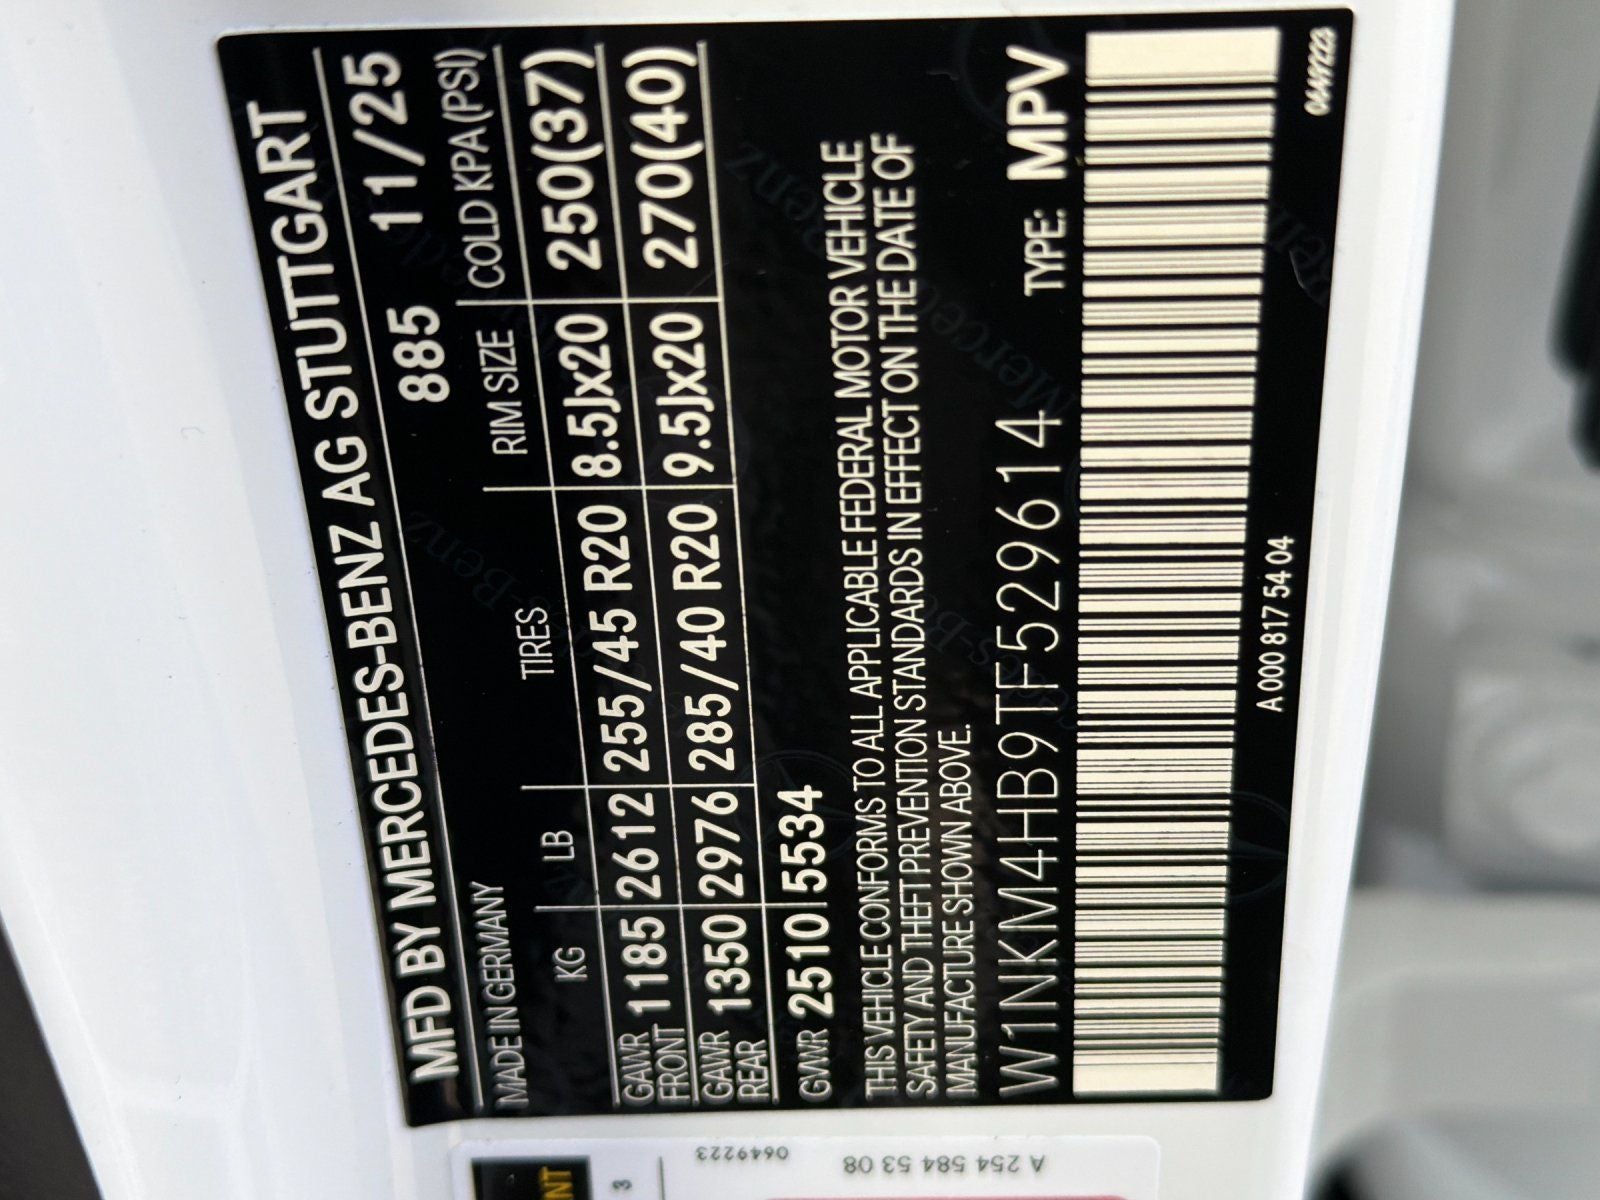 MFD BY MERCEDES-BENZ AG STUTTGART
MADE IN GERMANY 885 11/25
KG LB TIRES RIM SIZE COLD KPA (PSI)
GAWR FRONT 1185 2612 255/45 R20 8.5Jx20 250(37)
GAWR REAR 1350 2976 285/40 R20 9.5Jx20 270(40)
GVWR 2510 5534
THIS VEHICLE CONFORMS TO ALL APPLICABLE FEDERAL MOTOR VEHICLE
SAFETY AND THEFT PREVENTION STANDARDS IN EFFECT ON THE DATE OF
MANUFACTURE SHOWN ABOVE.
W1NKM4HB9TF529614 TYPE: MPV
A 000 817 54 04
0649223
0649223
A 254 584 53 08
3